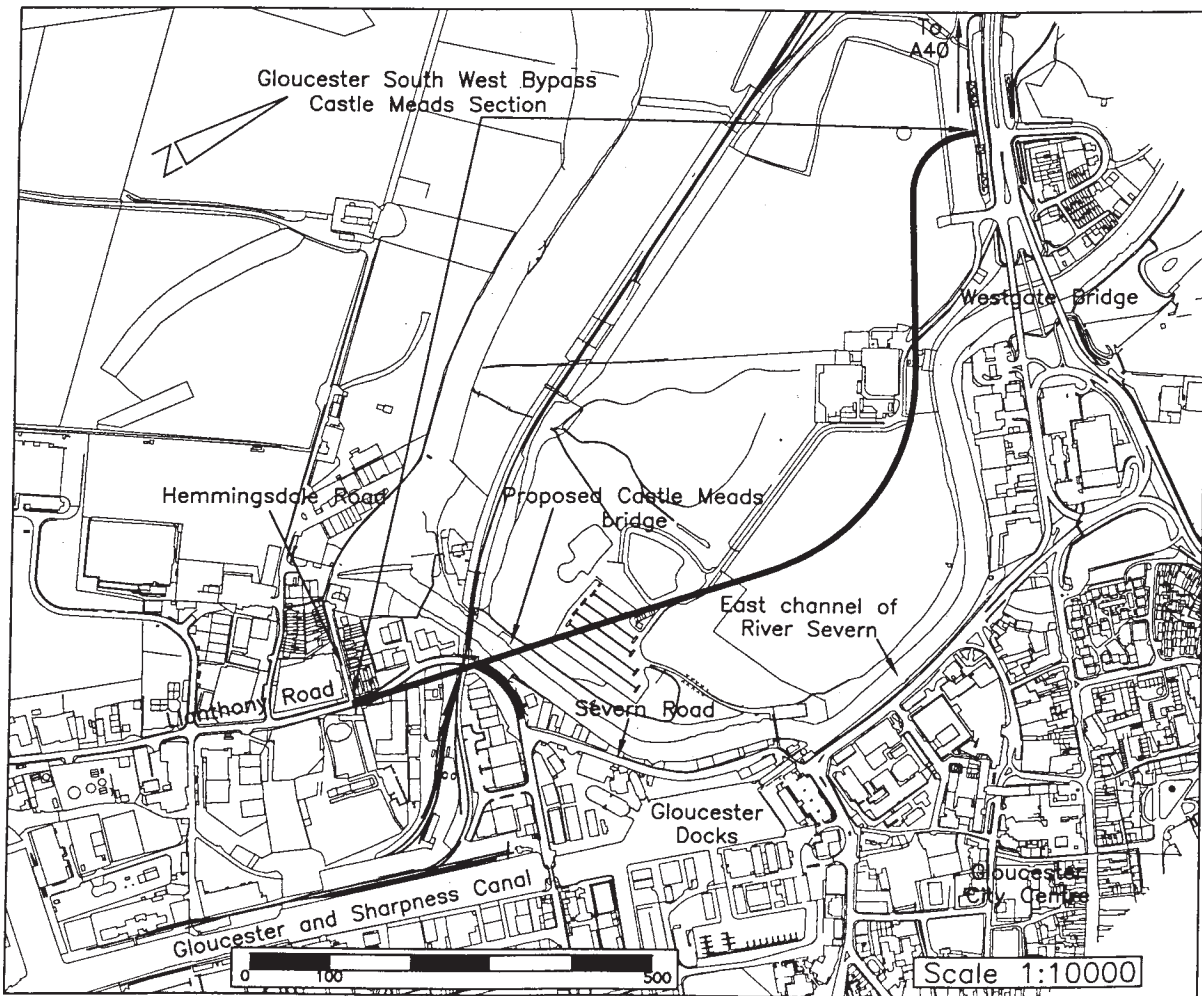 To
A40
Gloucester South West Bypass
Castle Meads Section
N
Westgate Bridge
Hemmingsdale Road
Proposed Castle Meads
Bridge
East channel of
River Severn
Llanthony Road
Severn Road
Gloucester
Docks
Gloucester
City Centre
Gloucester and Sharpness Canal
0 100 500
Scale 1:10000